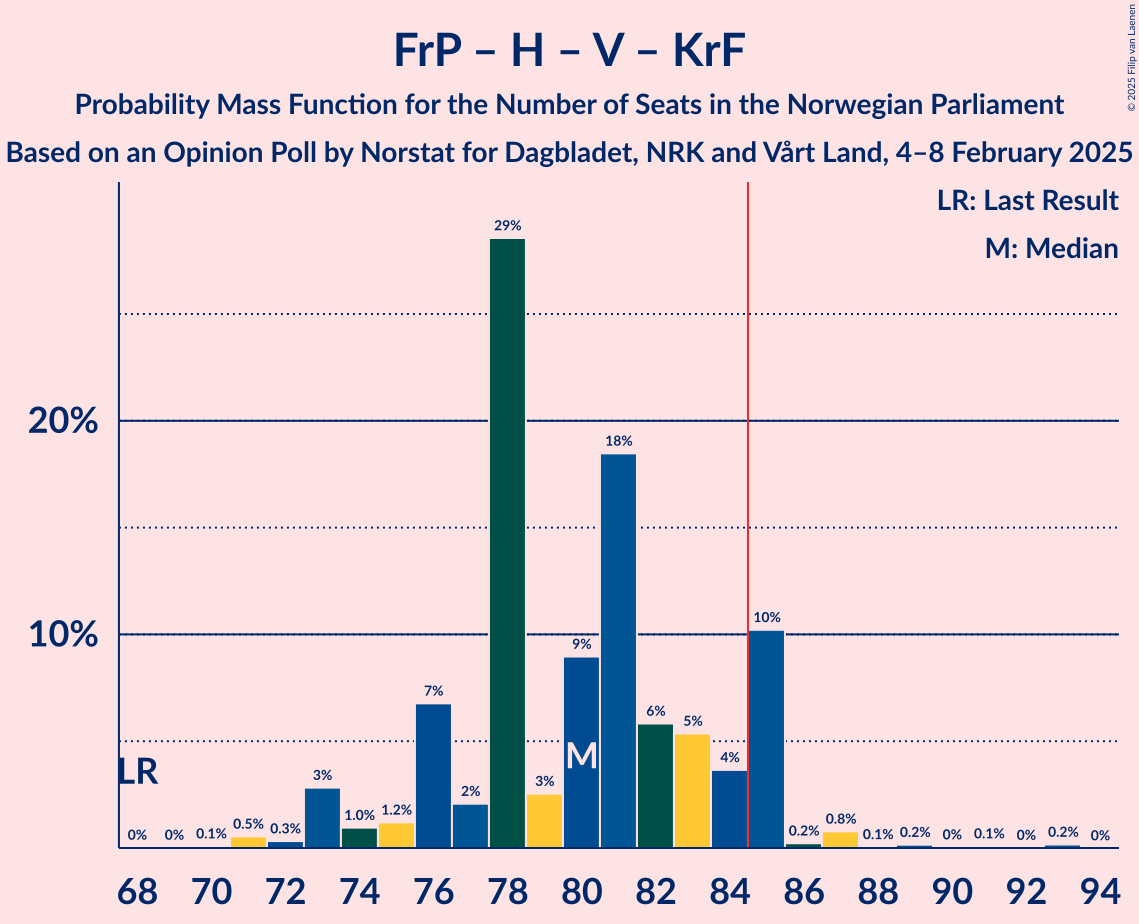 © 2025 Filip van Laenen
FrP – H – V – KrF
Probability Mass Function for the Number of Seats in the Norwegian Parliament
Based on an Opinion Poll by Norstat for Dagbladet, NRK and Vårt Land, 4–8 February 2025
LR: Last Result
M: Median
20%
10%
LR
M
0% 0% 0.1% 0.5% 0.3% 3% 1.0% 1.2% 7% 2% 29% 3% 9% 18% 6% 5% 4% 10% 0.2% 0.8% 0.1% 0.2% 0% 0.1% 0% 0.2% 0%
68 70 72 74 76 78 80 82 84 86 88 90 92 94